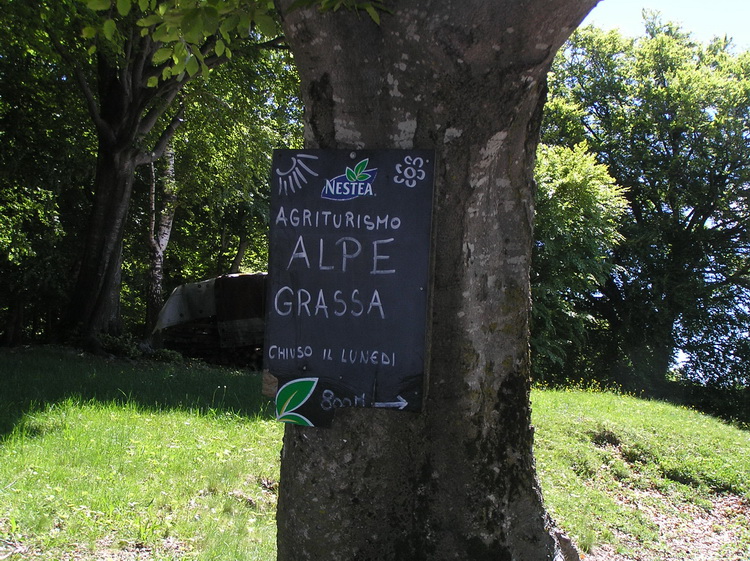 NESTEA
AGRITURISMO
ALPE
GRASSA
CHIUSO IL LUNEDI
800M